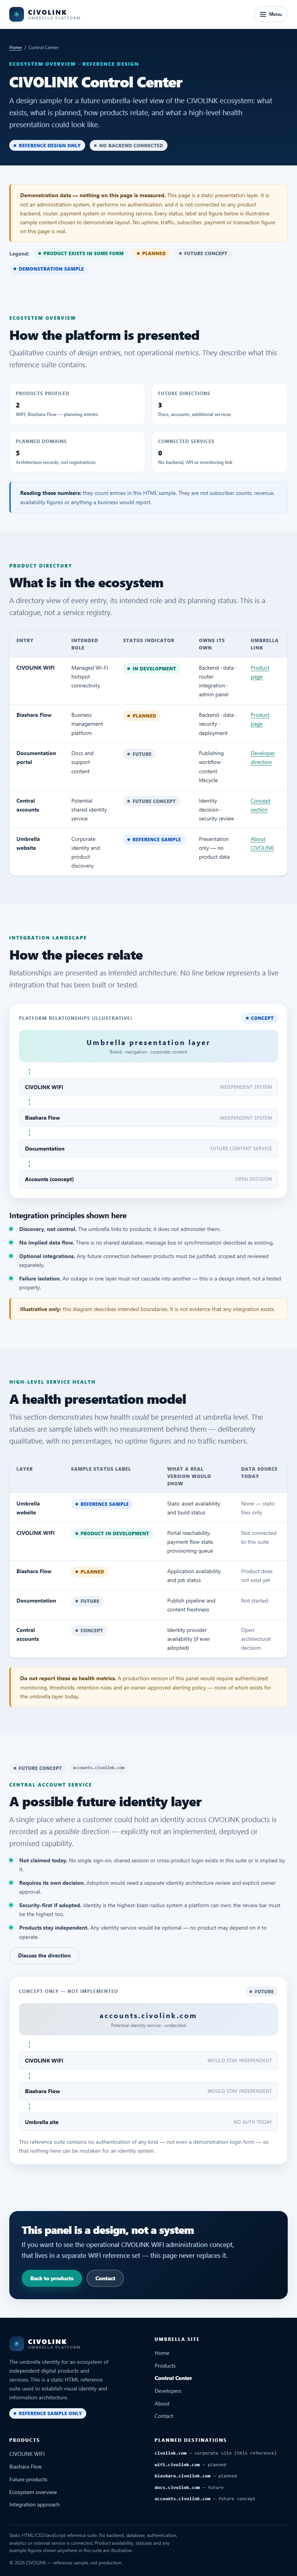 CIVOLINK
UMBRELLA PLATFORM
Menu
Home / Control Center
ECOSYSTEM OVERVIEW · REFERENCE DESIGN
CIVOLINK Control Center
A design sample for a future umbrella-level view of the CIVOLINK ecosystem: what
exists, what is planned, how products relate, and what a high-level health
presentation could look like.
REFERENCE DESIGN ONLY
NO BACKEND CONNECTED
Demonstration data — nothing on this page is measured. This page is a static presentation layer. It is
not an administration system, it performs no authentication, and it is not connected to any product
backend, router, payment system or monitoring service. Every status, label and figure below is illustrative
sample content chosen to demonstrate layout. No uptime, traffic, subscriber, payment or transaction figure
on this page is real.
Legend:
PRODUCT EXISTS IN SOME FORM
PLANNED
FUTURE CONCEPT
DEMONSTRATION SAMPLE
ECOSYSTEM OVERVIEW
How the platform is presented
Qualitative counts of design entries, not operational metrics. They describe what this
reference suite contains.
PRODUCTS PROFILED
2
WIFI, Biashara Flow — planning entries
FUTURE DIRECTIONS
3
Docs, accounts, additional services
PLANNED DOMAINS
5
Architecture records, not registrations
CONNECTED SERVICES
0
No backend, API or monitoring link
Reading these numbers: they count entries in this HTML sample. They are not subscriber counts, revenue,
availability figures or anything a business would report.
PRODUCT DIRECTORY
What is in the ecosystem
A directory view of every entry, its intended role and its planning status. This is a
catalogue, not a service registry.
ENTRY
INTENDED ROLE
STATUS INDICATOR
OWNS ITS OWN
UMBRELLA LINK
CIVOLINK WIFI
Managed Wi-Fi hotspot connectivity
IN DEVELOPMENT
Backend · data · router integration · admin panel
Product page
Biashara Flow
Business management platform
PLANNED
Backend · data · security · deployment
Product page
Documentation portal
Docs and support content
FUTURE
Publishing workflow · content lifecycle
Developer direction
Central accounts
Potential shared identity service
FUTURE CONCEPT
Identity decision · security review
Concept section
Umbrella website
Corporate identity and product discovery
REFERENCE SAMPLE
Presentation only — no product data
About CIVOLINK
INTEGRATION LANDSCAPE
How the pieces relate
Relationships are presented as intended architecture. No line below represents a live
integration that has been built or tested.
PLATFORM RELATIONSHIPS (ILLUSTRATIVE)
CONCEPT
Umbrella presentation layer
Brand · navigation · corporate content
CIVOLINK WIFI
INDEPENDENT SYSTEM
Biashara Flow
INDEPENDENT SYSTEM
Documentation
FUTURE CONTENT SERVICE
Accounts (concept)
OPEN DECISION
Integration principles shown here
Discovery, not control. The umbrella links to products; it does not administer them.
No implied data flow. There is no shared database, message bus or synchronisation described as existing.
Optional integrations. Any future connection between products must be justified, scoped and reviewed
separately.
Failure isolation. An outage in one layer must not cascade into another — this is a design intent, not a tested
property.
Illustrative only: this diagram describes intended boundaries. It is not evidence that any integration exists.
HIGH-LEVEL SERVICE HEALTH
A health presentation model
This section demonstrates how health could be presented at umbrella level. The
statuses are sample labels with no measurement behind them — deliberately
qualitative, with no percentages, no uptime figures and no traffic numbers.
LAYER
SAMPLE STATUS LABEL
WHAT A REAL VERSION WOULD SHOW
DATA SOURCE TODAY
Umbrella website
REFERENCE SAMPLE
Static asset availability and build status
None — static files only
CIVOLINK WIFI
PRODUCT IN DEVELOPMENT
Portal reachability, payment flow state, provisioning queue
Not connected to this suite
Biashara Flow
PLANNED
Application availability and job status
Product does not exist yet
Documentation
FUTURE
Publish pipeline and content freshness
Not started
Central accounts
CONCEPT
Identity provider availability (if ever adopted)
Open architectural decision
Do not report these as health metrics. A production version of this panel would require authenticated
monitoring, thresholds, retention rules and an owner-approved alerting policy — none of which exists for
the umbrella layer today.
FUTURE CONCEPT
accounts.civolink.com
CENTRAL ACCOUNT SERVICE
A possible future identity layer
A single place where a customer could hold an identity across CIVOLINK products is
recorded as a possible direction — explicitly not an implemented, deployed or
promised capability.
Not claimed today. No single sign-on, shared session or cross-product login exists in this suite or is implied by
it.
Requires its own decision. Adoption would need a separate identity architecture review and explicit owner
approval.
Security-first if adopted. Identity is the highest-blast-radius system a platform can own; the review bar must
be the highest too.
Products stay independent. Any identity service would be optional — no product may depend on it to
operate.
Discuss the direction
CONCEPT ONLY — NOT IMPLEMENTED
FUTURE
accounts.civolink.com
Potential identity service · undecided
CIVOLINK WIFI
WOULD STAY INDEPENDENT
Biashara Flow
WOULD STAY INDEPENDENT
Umbrella site
NO AUTH TODAY
This reference suite contains no authentication of any kind — not even a demonstration login form — so
that nothing here can be mistaken for an identity system.
This panel is a design, not a system
If you want to see the operational CIVOLINK WIFI administration concept,
that lives in a separate WIFI reference set — this page never replaces it.
Back to products
Contact
CIVOLINK
UMBRELLA PLATFORM
The umbrella identity for an ecosystem of
independent digital products and
services. This is a static HTML reference
suite used to establish visual identity and
information architecture.
REFERENCE SAMPLE ONLY
UMBRELLA SITE
Home
Products
Control Center
Developers
About
Contact
PRODUCTS
CIVOLINK WIFI
Biashara Flow
Future products
Ecosystem overview
Integration approach
PLANNED DESTINATIONS
civolink.com — corporate site (this reference)
wifi.civolink.com — planned
biashara.civolink.com — planned
docs.civolink.com — future
accounts.civolink.com — future concept
Static HTML/CSS/JavaScript reference suite. No backend, database, authentication,
analytics or external service is connected. Product availability, statuses and any
example figures shown anywhere in this suite are illustrative.
© 2026 CIVOLINK — reference sample, not production.